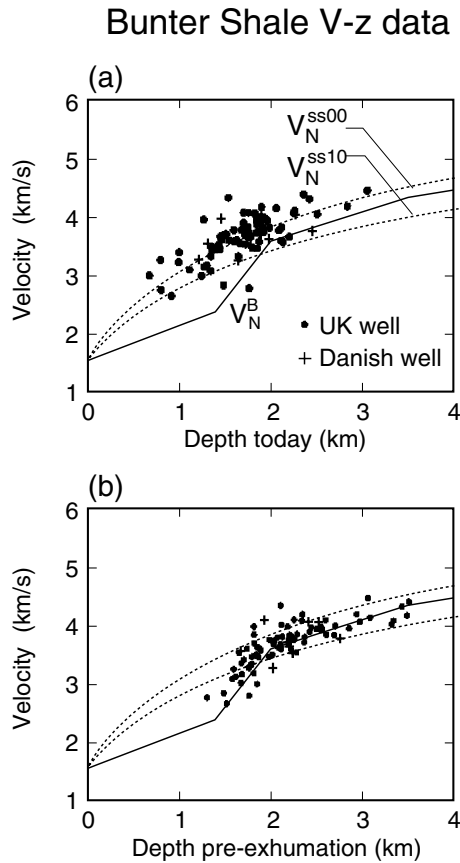 Bunter Shale V-z data
(a)
6
5
4
3
2
1
Velocity (km/s)
V_N^ss00
V_N^ss10
V_N^B
UK well
Danish well
0 1 2 3 4
Depth today (km)
(b)
6
5
4
3
2
1
Velocity (km/s)
0 1 2 3 4
Depth pre-exhumation (km)